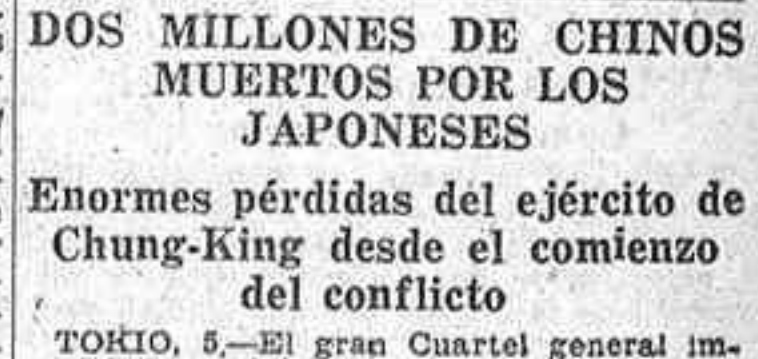 DOS MILLONES DE CHINOS
MUERTOS POR LOS
JAPONESES
Enormes pérdidas del ejército de
Chung-King desde el comienzo
del conflicto
TOKIO, 5.—El gran Cuartel general im-